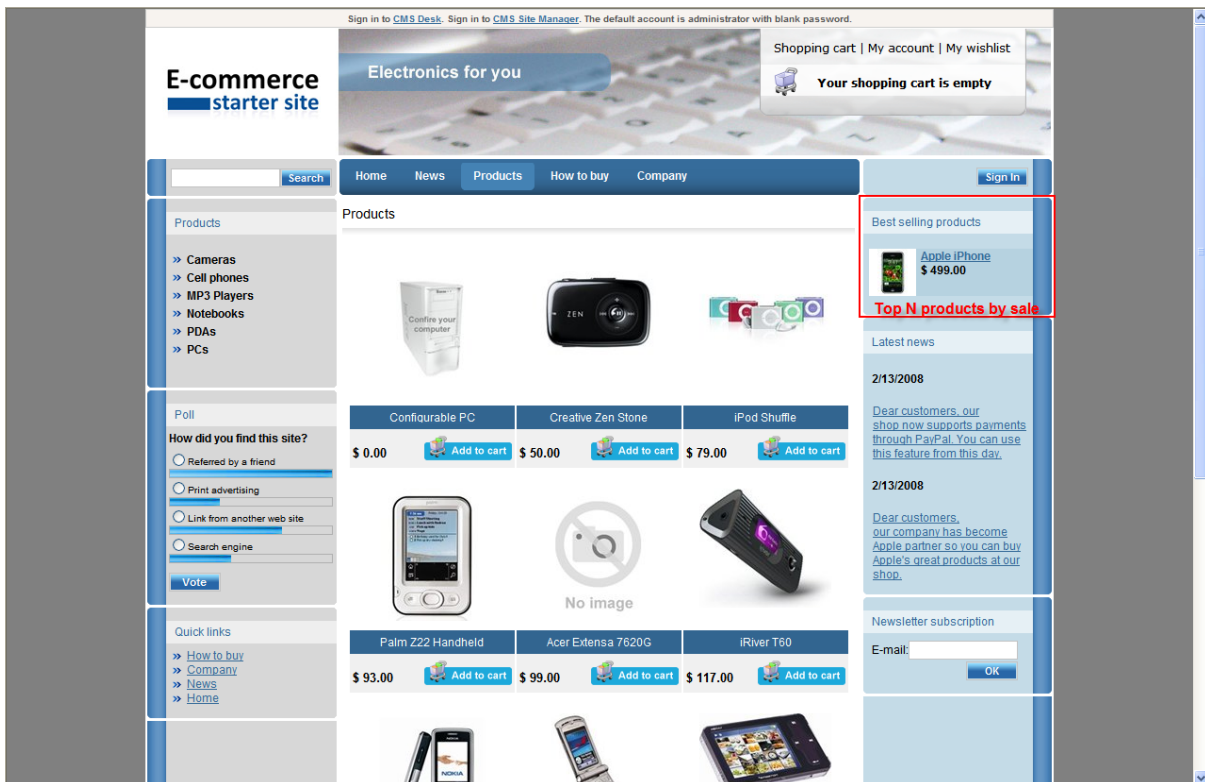 Sign in to CMS Desk. Sign in to CMS Site Manager. The default account is administrator with blank password.
E-commerce
starter site
Electronics for you
Shopping cart | My account | My wishlist
Your shopping cart is empty
Search
Home News Products How to buy Company
Sign In
Products
» Cameras
» Cell phones
» MP3 Players
» Notebooks
» PDAs
» PCs
Poll
How did you find this site?
Referred by a friend
Print advertising
Link from another web site
Search engine
Vote
Quick links
» How to buy
» Company
» News
» Home
Products
Confire your
computer
ZEN
Configurable PC Creative Zen Stone iPod Shuffle
$ 0.00 Add to cart $ 50.00 Add to cart $ 79.00 Add to cart
No image
Palm Z22 Handheld Acer Extensa 7620G iRiver T60
$ 93.00 Add to cart $ 99.00 Add to cart $ 117.00 Add to cart
NOKIA
Best selling products
Apple iPhone
$ 499.00
Top N products by sale
Latest news
2/13/2008
Dear customers, our
shop now supports payments
through PayPal. You can use
this feature from this day.
2/13/2008
Dear customers,
our company has become
Apple partner so you can buy
Apple's great products at our
shop.
Newsletter subscription
E-mail:
OK